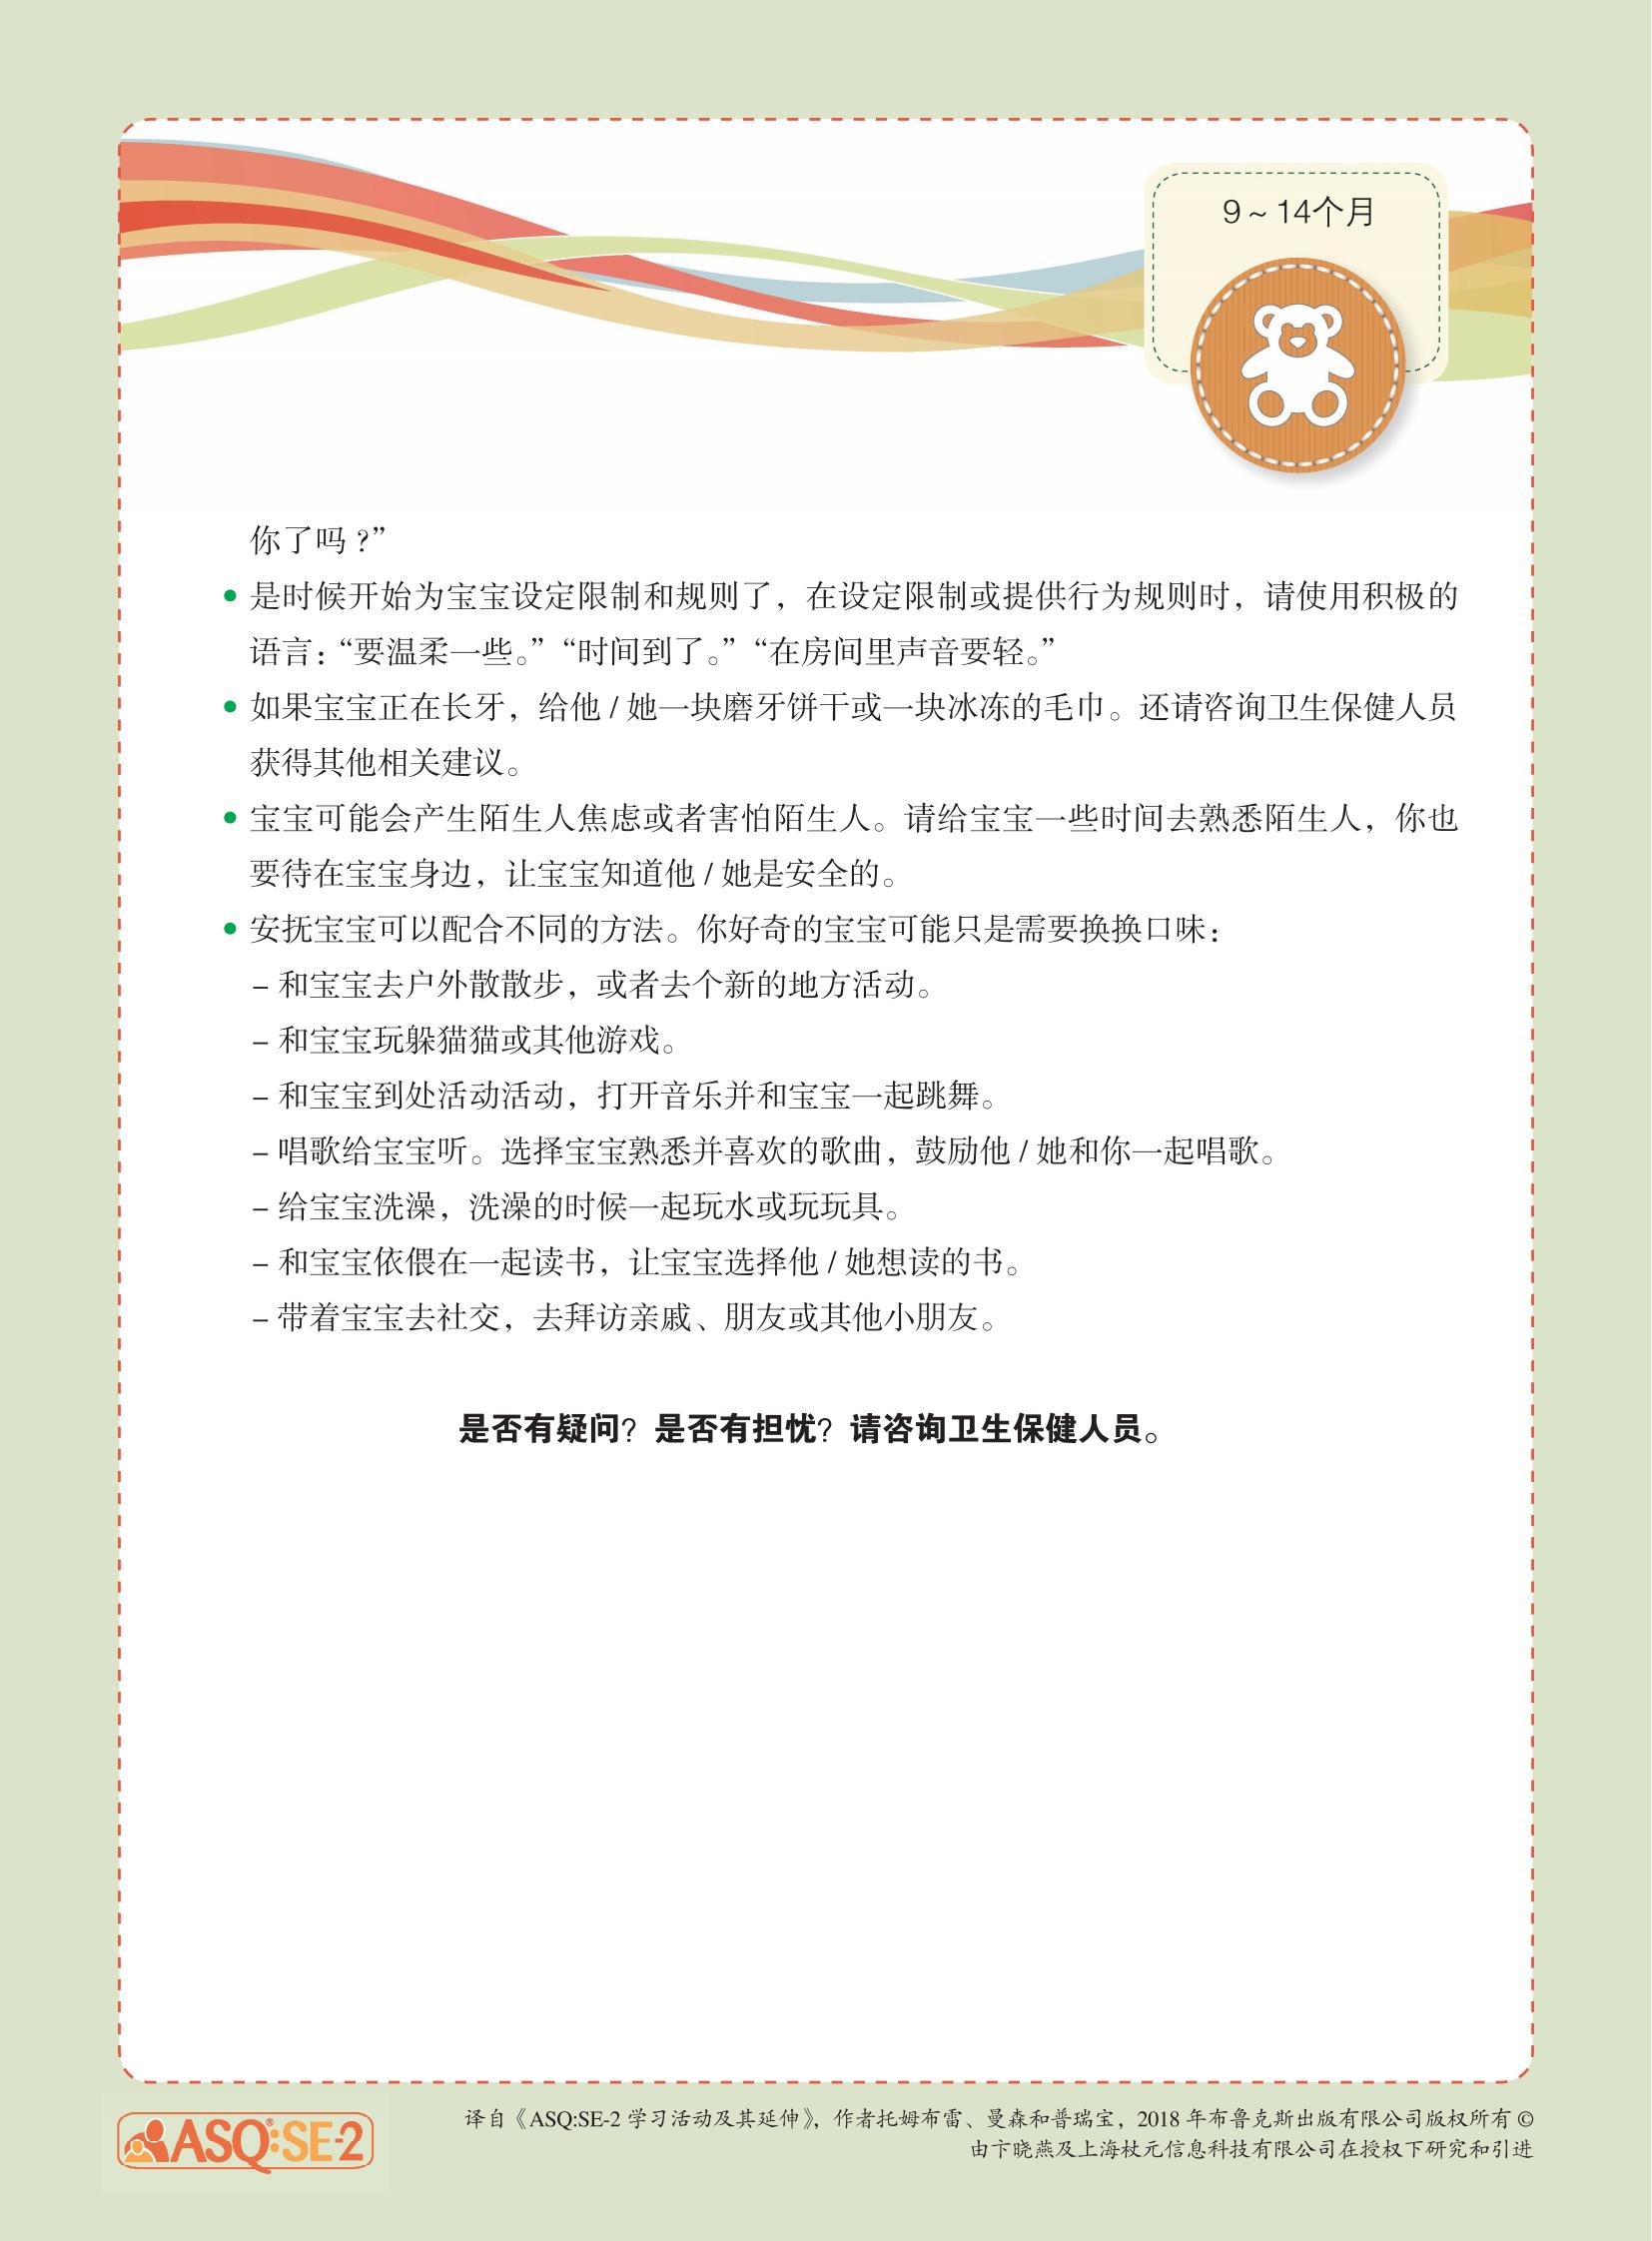 9～14个月
你了吗？”
● 是时候开始为宝宝设定限制和规则了，在设定限制或提供行为规则时，请使用积极的
语言：“要温柔一些。”“时间到了。”“在房间里声音要轻。”
● 如果宝宝正在长牙，给他 / 她一块磨牙饼干或一块冰冻的毛巾。还请咨询卫生保健人员
获得其他相关建议。
● 宝宝可能会产生陌生人焦虑或者害怕陌生人。请给宝宝一些时间去熟悉陌生人，你也
要待在宝宝身边，让宝宝知道他 / 她是安全的。
● 安抚宝宝可以配合不同的方法。你好奇的宝宝可能只是需要换换口味：
– 和宝宝去户外散散步，或者去个新的地方活动。
– 和宝宝玩躲猫猫或其他游戏。
– 和宝宝到处活动活动，打开音乐并和宝宝一起跳舞。
– 唱歌给宝宝听。选择宝宝熟悉并喜欢的歌曲，鼓励他 / 她和你一起唱歌。
– 给宝宝洗澡，洗澡的时候一起玩水或玩玩具。
– 和宝宝依偎在一起读书，让宝宝选择他 / 她想读的书。
– 带着宝宝去社交，去拜访亲戚、朋友或其他小朋友。
是否有疑问？是否有担忧？请咨询卫生保健人员。
ASQ®:SE-2
译自《ASQ:SE-2 学习活动及其延伸》，作者托姆布雷、曼森和普瑞宝，2018 年布鲁克斯出版有限公司版权所有 ©
由卞晓燕及上海杖元信息科技有限公司在授权下研究和引进